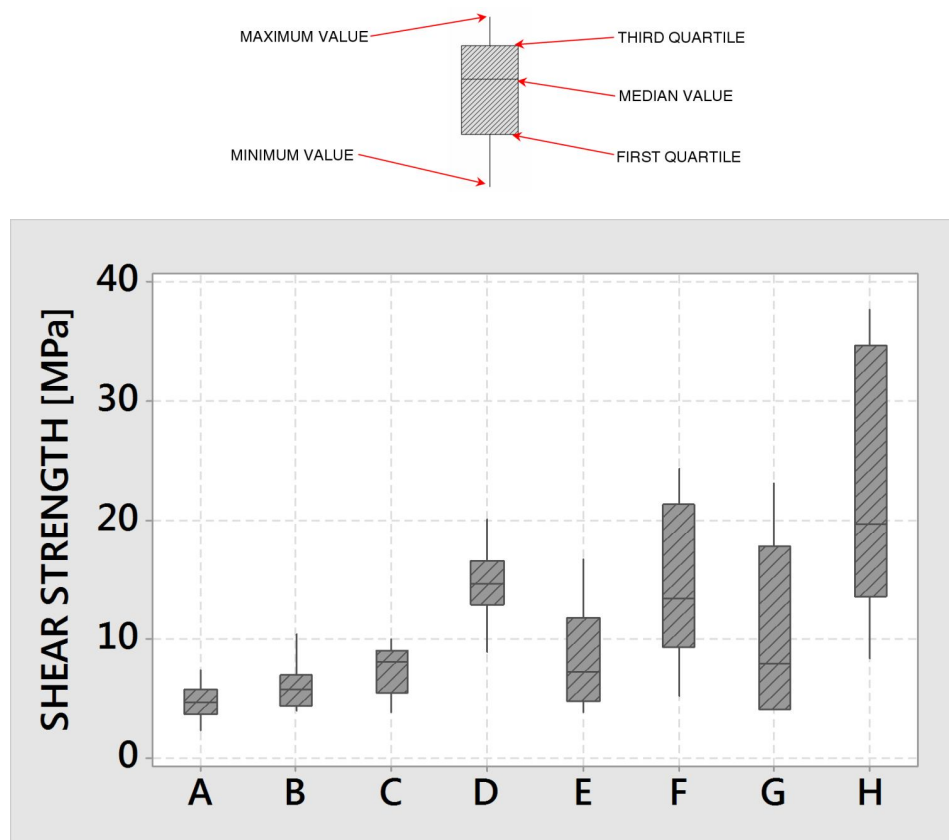 MAXIMUM VALUE
THIRD QUARTILE
MEDIAN VALUE
MINIMUM VALUE
FIRST QUARTILE
SHEAR STRENGTH [MPa]
40
30
20
10
0
A B C D E F G H